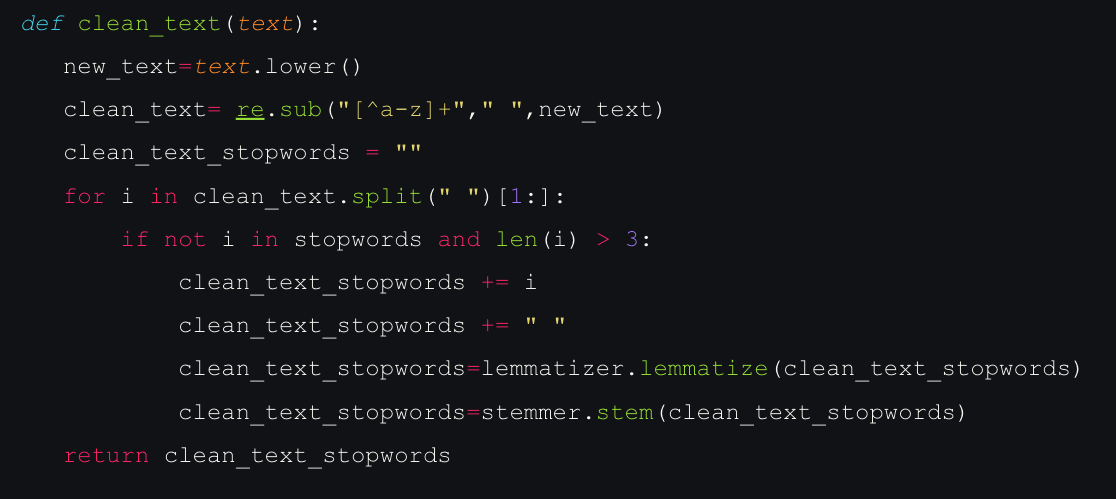 def clean_text(text):
new_text=text.lower()
clean_text= re.sub("[^a-z]+"," ",new_text)
clean_text_stopwords = ""
for i in clean_text.split(" ")[1:]:
if not i in stopwords and len(i) > 3:
clean_text_stopwords += i
clean_text_stopwords += " "
clean_text_stopwords=lemmatizer.lemmatize(clean_text_stopwords)
clean_text_stopwords=stemmer.stem(clean_text_stopwords)
return clean_text_stopwords